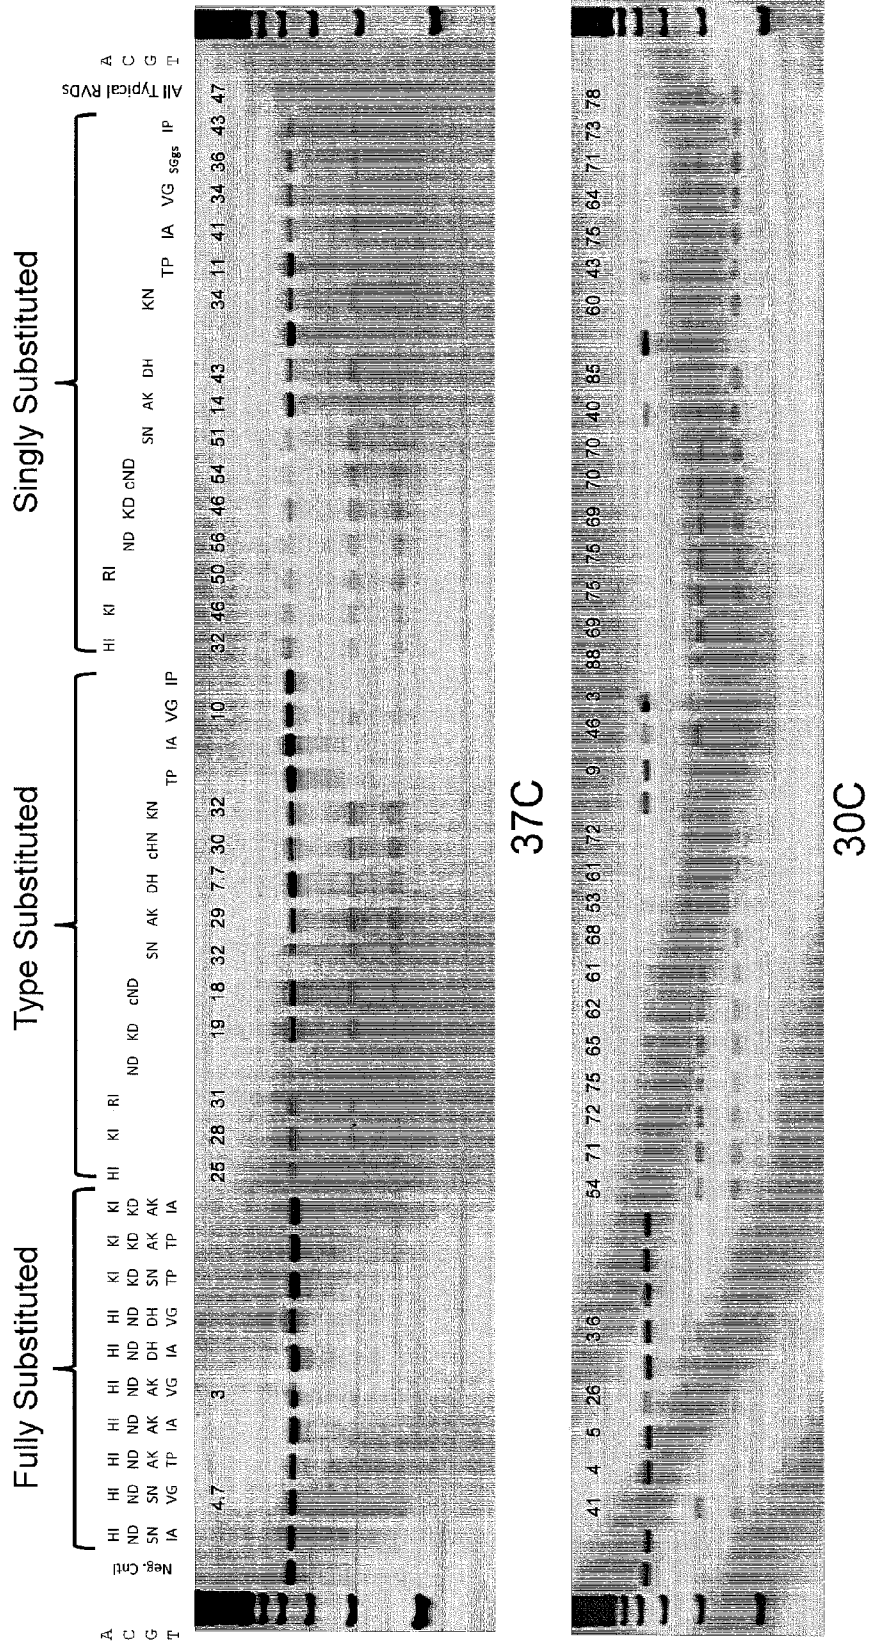 Fully Substituted Type Substituted Singly Substituted
A HI HI HI HI HI HI HI KI KI KI HI KI RI HI KI RI A
C ND ND ND ND ND ND ND KD KD KD ND KD cND ND KD cND C
G SN SN AK AK AK DH DH SN AK AK SN AK DH cHN KN SN AK DH KN G
T IA VG TP IA VG IA VG TP TP IA TP IA VG IP TP IA VG SGgs IP T
Neg. Cntl
All Typical RVDs
4.7 3 25 28 31 19 18 32 29 7.7 30 32 10 32 46 50 56 46 54 51 14 43 34 11 41 34 36 43 47
37C
41 4 5 26 3.6 54 71 72 75 65 62 61 68 53 61 72 9 46 3 88 69 75 75 69 70 70 40 85 60 43 75 64 71 73 78
30C